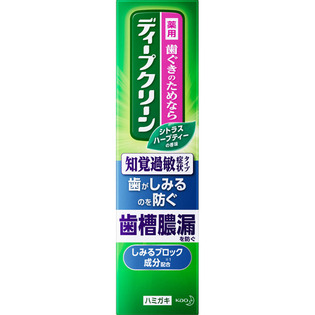 薬用
歯ぐきのためなら
ディープクリーン
シトラス
ハーブティー
の香味
知覚過敏症状タイプ
歯がしみる
のを防ぐ
歯槽膿漏
を防ぐ
しみるブロック
成分配合
ハミガキ
KAO